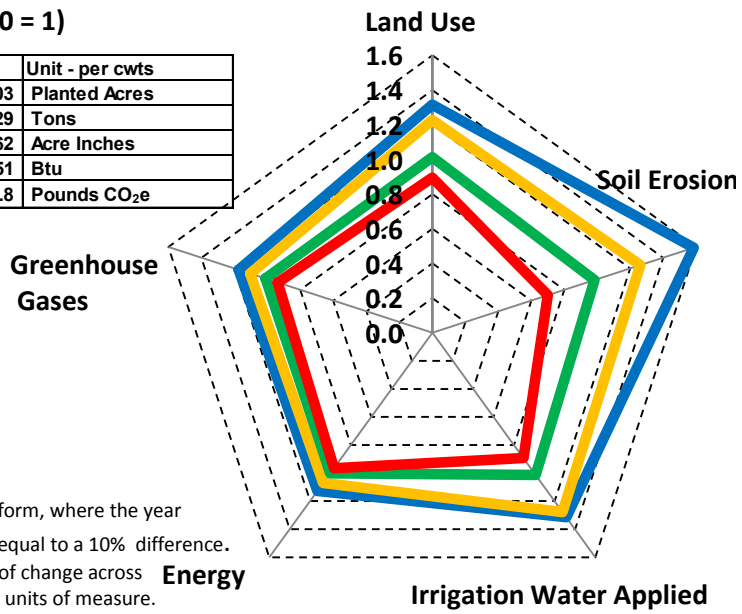 0 = 1)
Unit - per cwts
03 Planted Acres
29 Tons
62 Acre Inches
51 Btu
.8 Pounds CO₂e
Land Use
1.6
1.4
1.2
1.0
0.8
0.6
0.4
0.2
0.0
Soil Erosion
Greenhouse
Gases
form, where the year
equal to a 10% difference.
of change across
units of measure.
Energy
Irrigation Water Applied